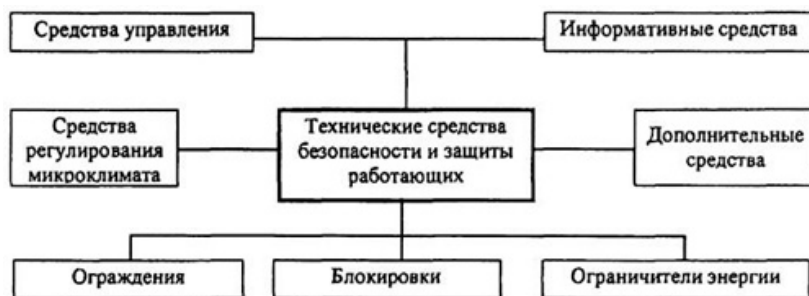 Средства управления
Информативные средства
Средства
регулирования
микроклимата
Технические средства
безопасности и защиты
работающих
Дополнительные
средства
Ограждения
Блокировки
Ограничители энергии